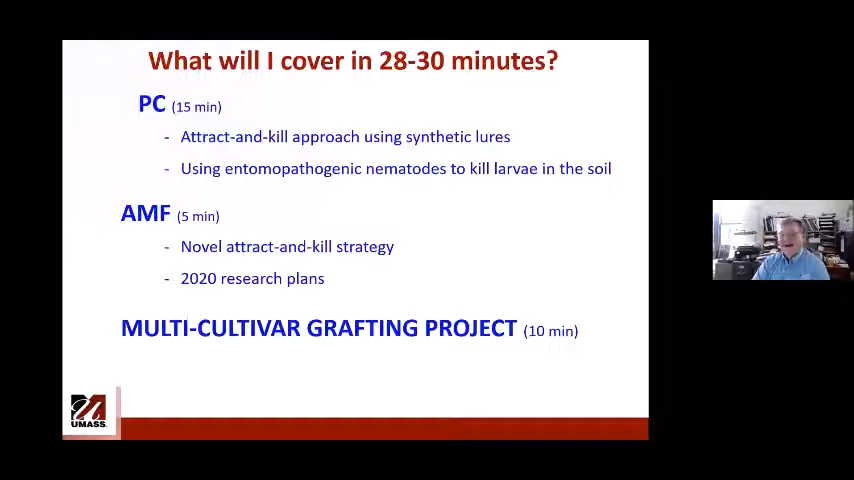 What will I cover in 28-30 minutes?
PC (15 min)
- Attract-and-kill approach using synthetic lures
- Using entomopathogenic nematodes to kill larvae in the soil
AMF (5 min)
- Novel attract-and-kill strategy
- 2020 research plans
MULTI-CULTIVAR GRAFTING PROJECT (10 min)
UMASS